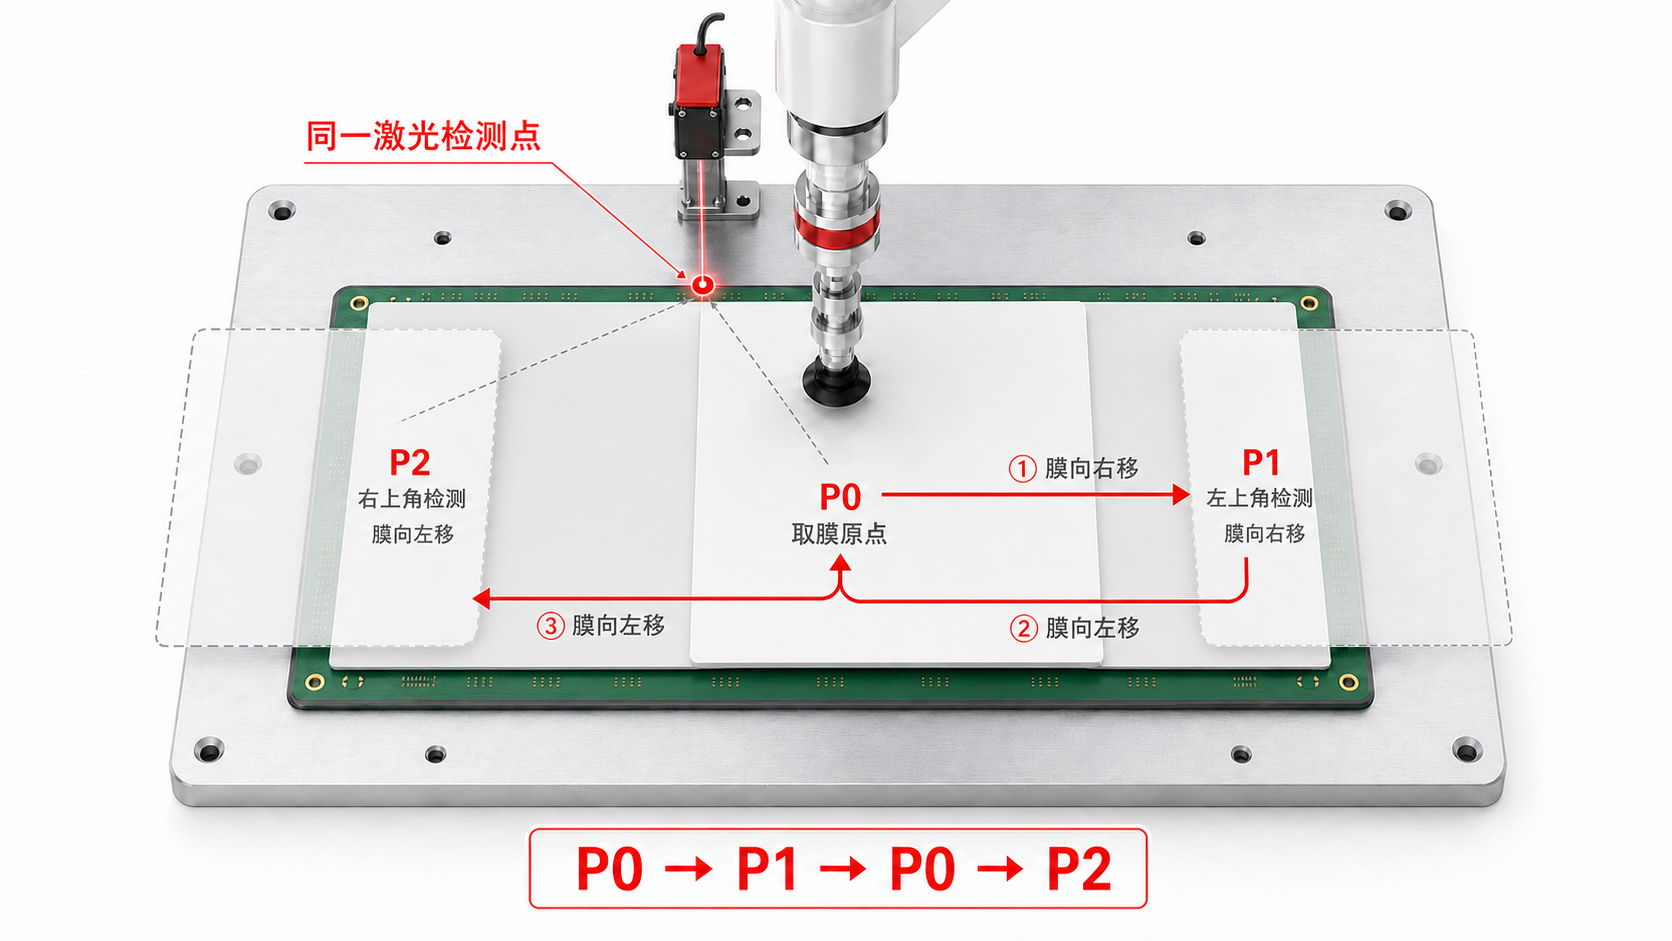 同一激光检测点
P2
右上角检测
膜向左移
P0
取膜原点
① 膜向右移
P1
左上角检测
膜向右移
③ 膜向左移
② 膜向左移
P0 → P1 → P0 → P2